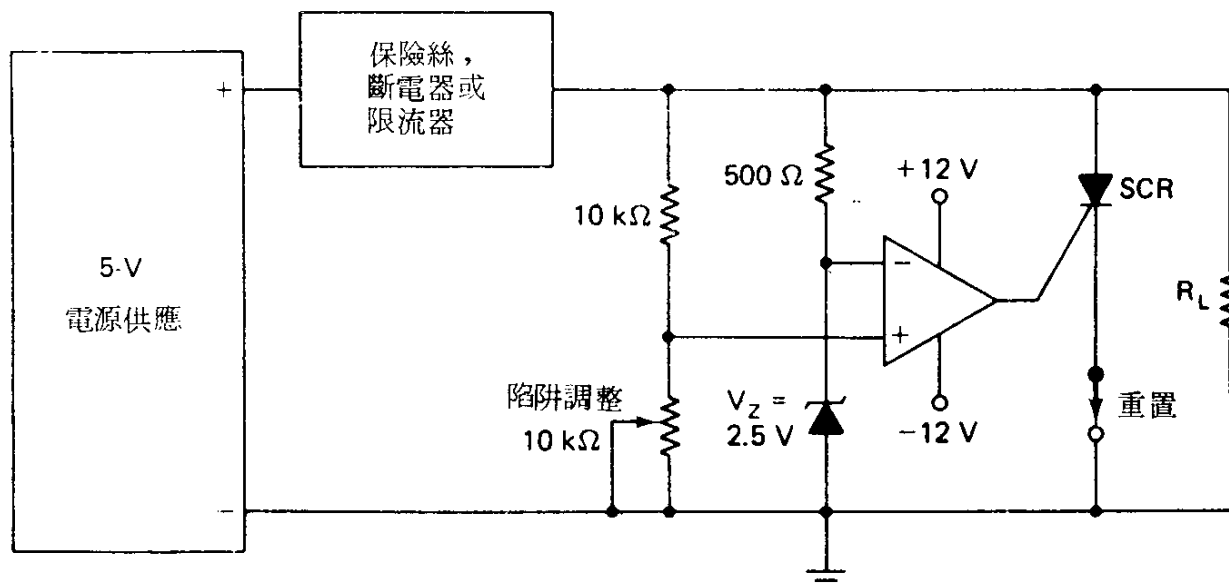 保險絲，
斷電器或
限流器
+
5-V
電源供應
-
10 kΩ
500 Ω
+12 V
SCR
-
+
R_L
陷阱調整
10 kΩ
V_Z =
2.5 V
-12 V
重置